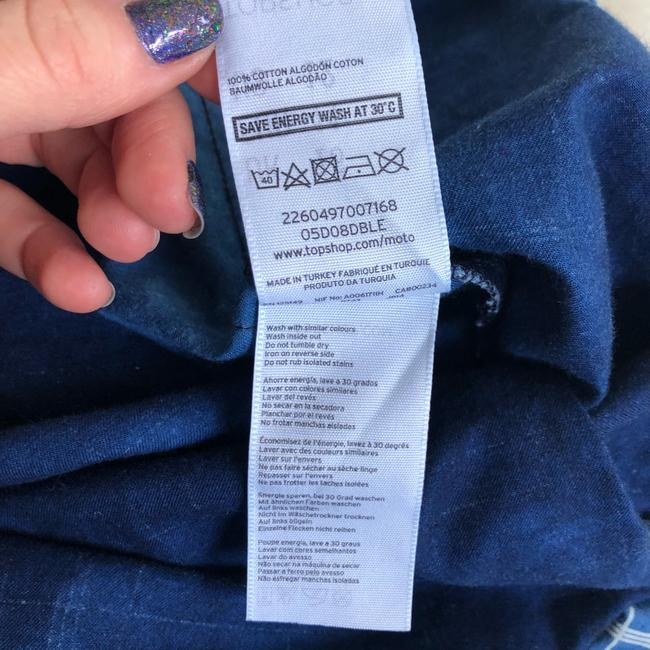 100% COTTON ALGODÓN COTON
BAUMWOLLE ALGODÃO
SAVE ENERGY WASH AT 30°C
40
2260497007168
05D08DBLE
www.topshop.com/moto
MADE IN TURKEY FABRIQUÉ EN TURQUIE
PRODUTO DA TURQUIA
NIF No: CA#00234
Wash with similar colours
Wash inside out
Do not tumble dry
Iron on reverse side
Do not rub isolated stains
Ahorre energía, lave a 30 grados
Lavar con colores similares
Lavar del revés
No secar en la secadora
Planchar por el revés
No frotar manchas aisladas
Économisez de l'énergie, lavez à 30 degrés
Laver avec des couleurs similaires
Laver sur l'envers
Ne pas faire sécher au sèche-linge
Repasser sur l'envers
Ne pas frotter les taches isolées
Energie sparen, bei 30 Grad waschen
Mit ähnlichen Farben waschen
Auf links waschen
Nicht im Wäschetrockner trocknen
Auf links bügeln
Einzelne Flecken nicht reiben
Poupe energia, lave a 30 graus
Lavar com cores semelhantes
Lavar do avesso
Não secar na máquina de secar
Passar a ferro pelo avesso
Não esfregar manchas isoladas